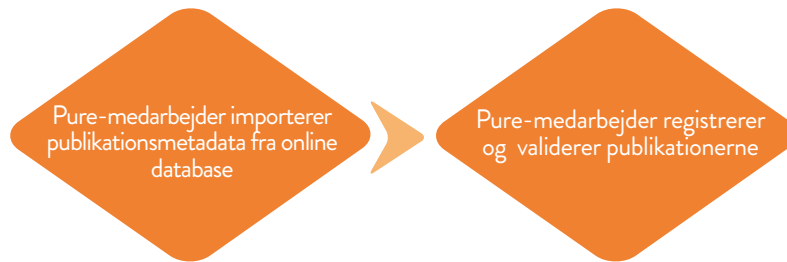 Pure-medarbejder importerer
publikationsmetadata fra online
database
Pure-medarbejder registrerer
og  validerer publikationerne